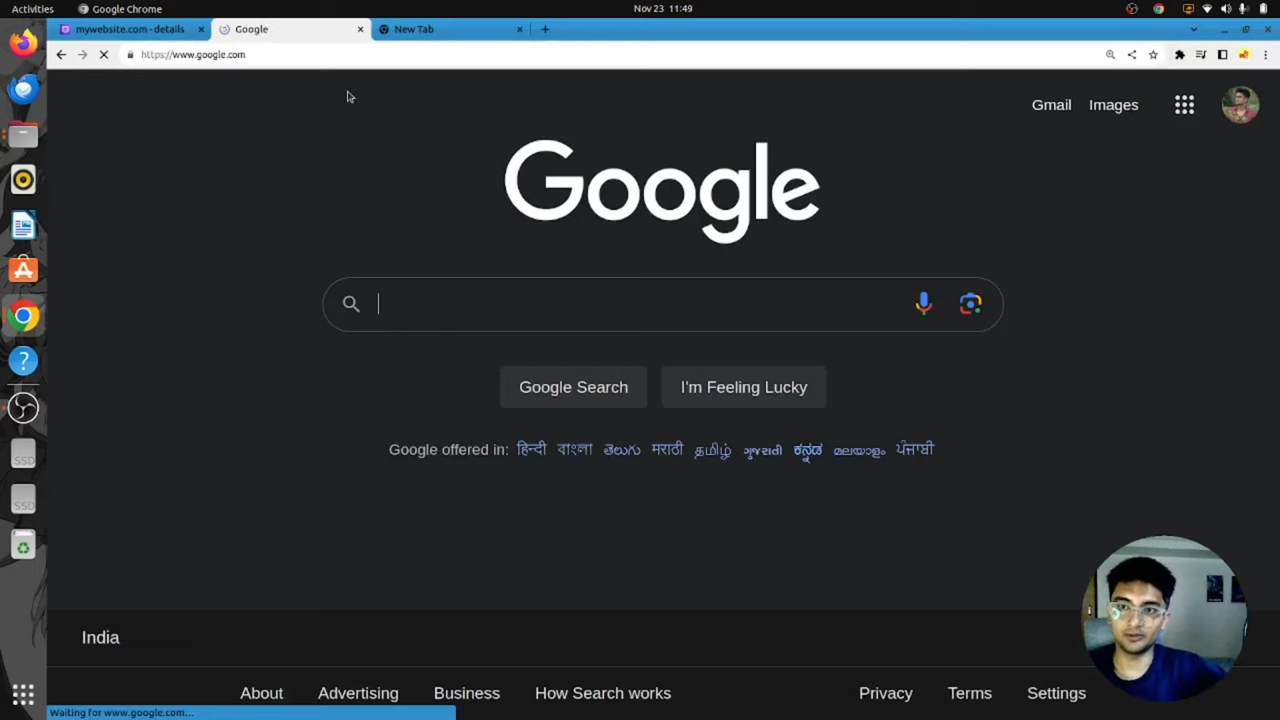 Activities Google Chrome Nov 23 11:49
mywebsite.com - details Google New Tab
https://www.google.com
Gmail Images
Google
Google Search I'm Feeling Lucky
Google offered in: हिन्दी বাংলা తెలుగు मराठी தமிழ் ગુજરાતી ಕನ್ನಡ മലയാളം ਪੰਜਾਬੀ
SSD
SSD
India
About Advertising Business How Search works Privacy Terms Settings
Waiting for www.google.com...